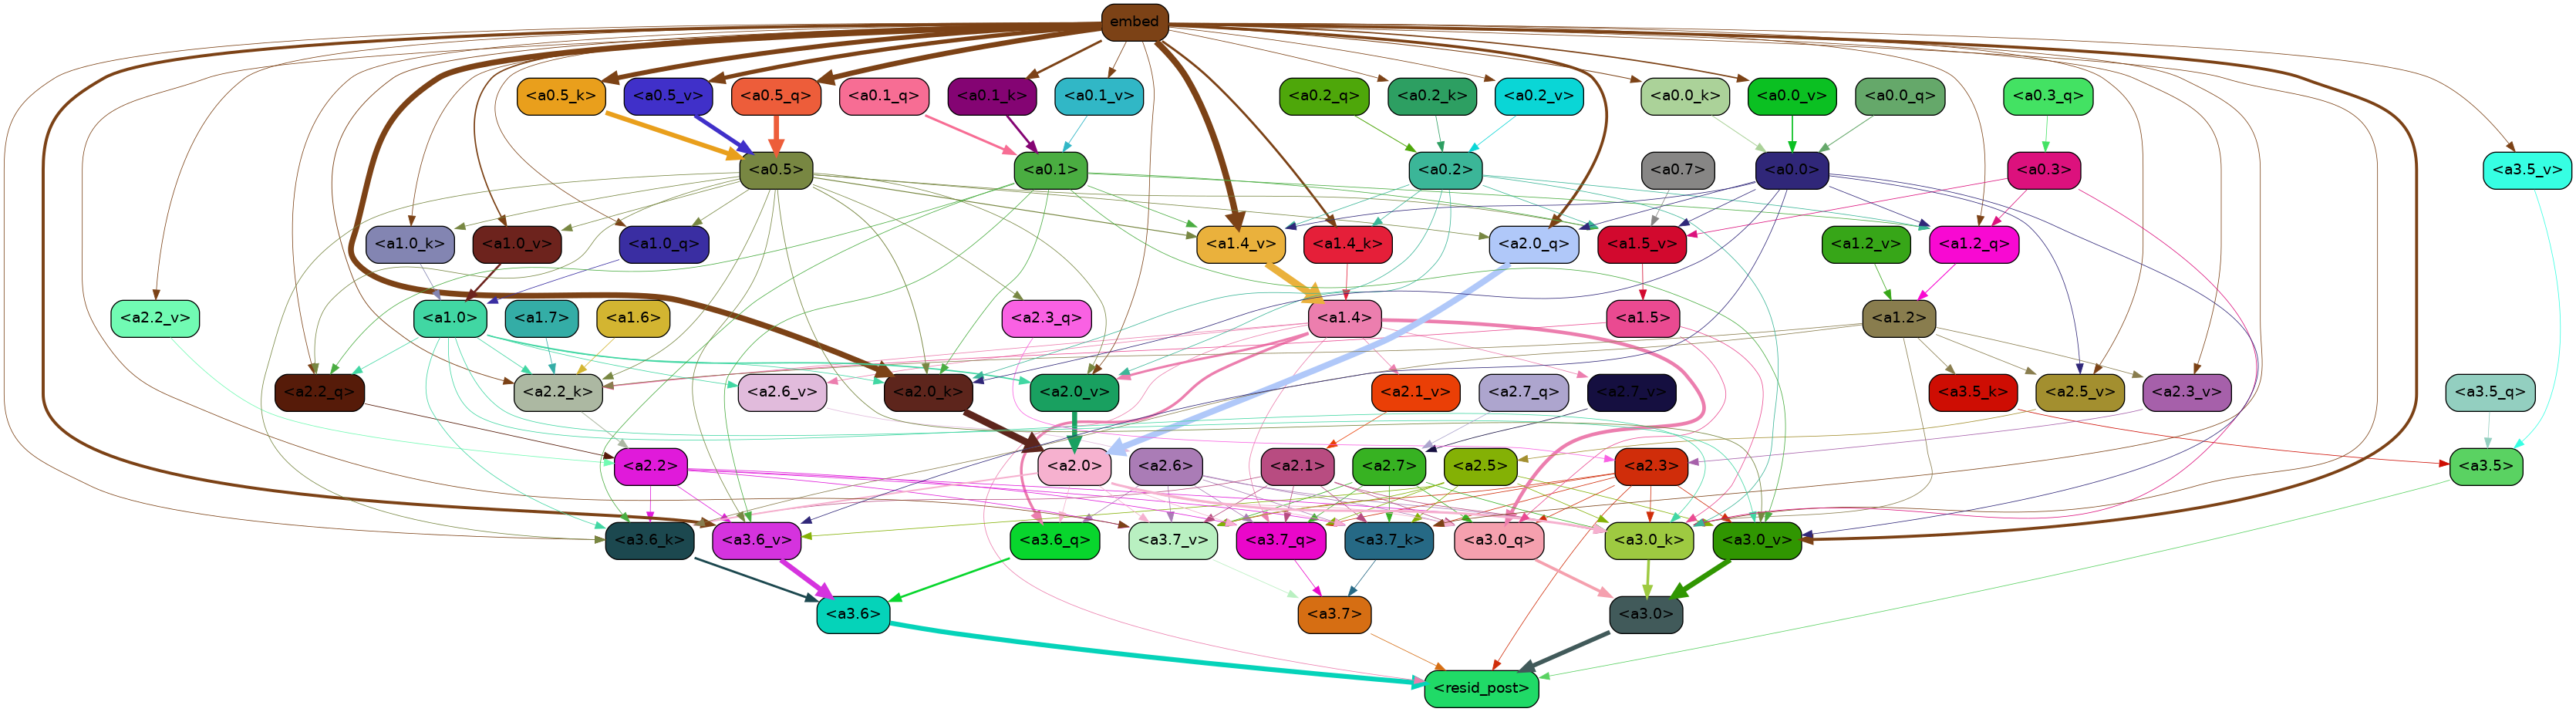 embed
<a0.5_k> <a0.5_v> <a0.5_q> <a0.1_q> <a0.1_k> <a0.1_v> <a0.2_q> <a0.2_k> <a0.2_v> <a0.0_k> <a0.0_v> <a0.0_q> <a0.3_q>
<a0.5> <a0.1> <a0.2> <a0.7> <a0.0> <a0.3> <a3.5_v>
<a1.0_k> <a1.0_v> <a1.0_q> <a1.4_v> <a1.4_k> <a2.0_q> <a1.5_v> <a1.2_v> <a1.2_q>
<a2.2_v> <a1.0> <a1.7> <a1.6> <a2.3_q> <a1.4> <a1.5> <a1.2>
<a2.2_q> <a2.2_k> <a2.6_v> <a2.0_k> <a2.0_v> <a2.1_v> <a2.7_q> <a2.7_v> <a3.5_k> <a2.5_v> <a2.3_v> <a3.5_q>
<a2.2> <a2.0> <a2.6> <a2.1> <a2.7> <a2.5> <a2.3> <a3.5>
<a3.6_k> <a3.6_v> <a3.6_q> <a3.7_v> <a3.7_q> <a3.7_k> <a3.0_q> <a3.0_k> <a3.0_v>
<a3.6> <a3.7> <a3.0>
<resid_post>